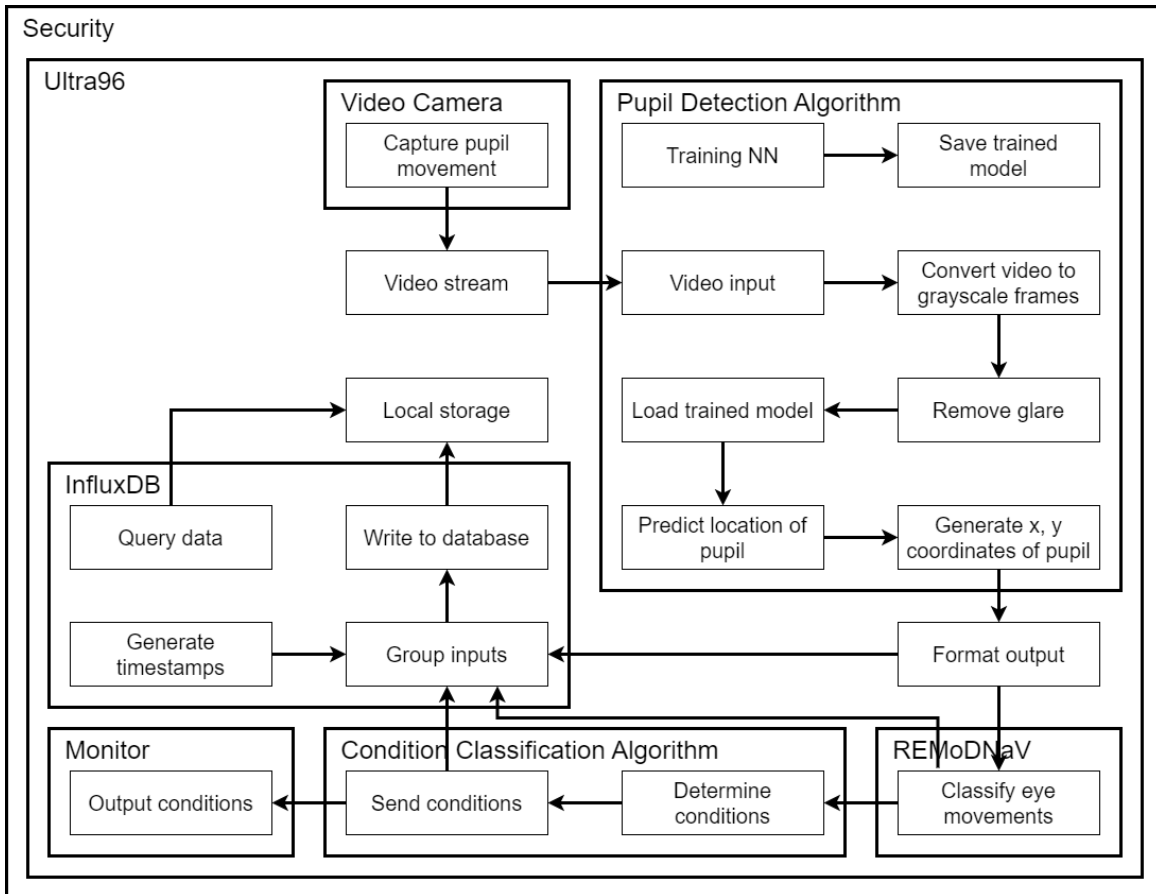 Security
Ultra96
Video Camera
Capture pupil
movement
Pupil Detection Algorithm
Training NN
Save trained
model
Video stream
Video input
Convert video to
grayscale frames
Local storage
Load trained model
Remove glare
InfluxDB
Query data
Write to database
Predict location of
pupil
Generate x, y
coordinates of pupil
Generate
timestamps
Group inputs
Format output
Monitor
Output conditions
Condition Classification Algorithm
Send conditions
Determine
conditions
REMoDNaV
Classify eye
movements